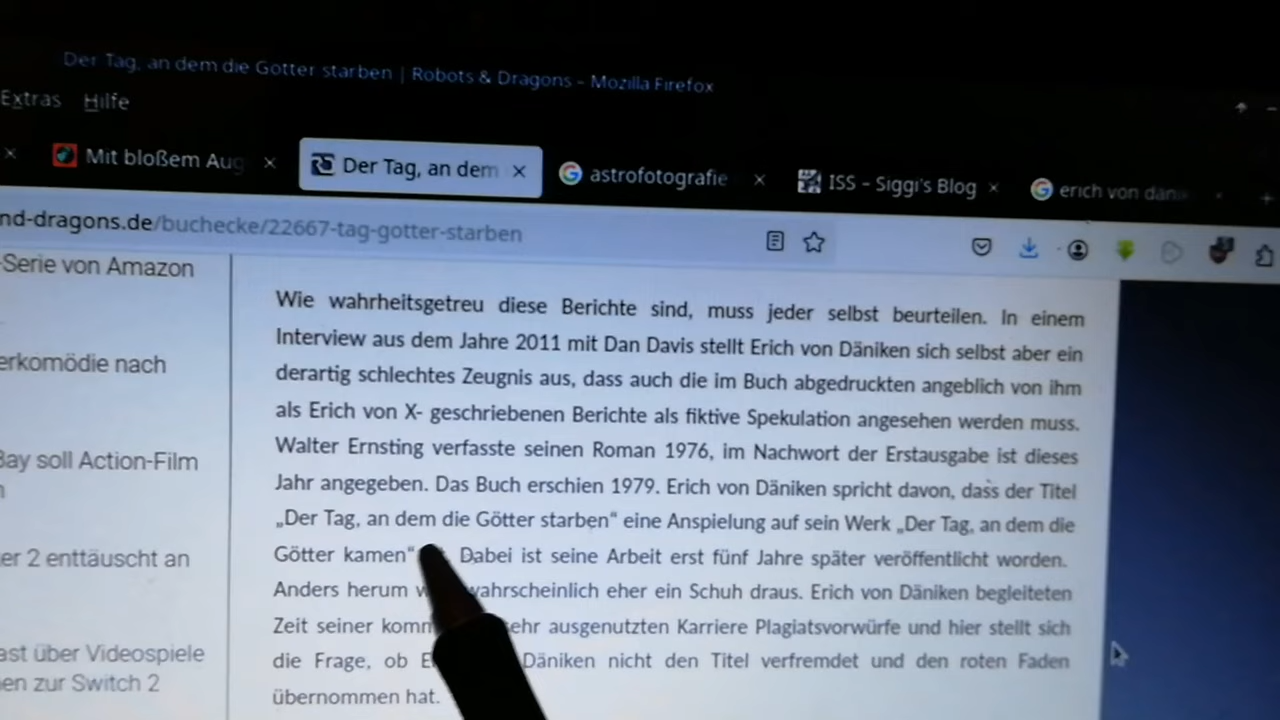 Der Tag, an dem die Gotter starben | Robots & Dragons - Mozilla Firefox
Extras Hilfe
Mit bloßem Aug
Der Tag, an dem
astrofotografie
ISS - Siggi's Blog
erich von däni
nd-dragons.de/buchecke/22667-tag-gotter-starben
-Serie von Amazon
erkomödie nach
Bay soll Action-Film
er 2 enttäuscht an
ast über Videospiele
en zur Switch 2
Wie wahrheitsgetreu diese Berichte sind, muss jeder selbst beurteilen. In einem
Interview aus dem Jahre 2011 mit Dan Davis stellt Erich von Däniken sich selbst aber ein
derartig schlechtes Zeugnis aus, dass auch die im Buch abgedruckten angeblich von ihm
als Erich von X- geschriebenen Berichte als fiktive Spekulation angesehen werden muss.
Walter Ernsting verfasste seinen Roman 1976, im Nachwort der Erstausgabe ist dieses
Jahr angegeben. Das Buch erschien 1979. Erich von Däniken spricht davon, dass der Titel
„Der Tag, an dem die Götter starben“ eine Anspielung auf sein Werk „Der Tag, an dem die
Götter kamen“ Dabei ist seine Arbeit erst fünf Jahre später veröffentlicht worden.
Anders herum wahrscheinlich eher ein Schuh draus. Erich von Däniken begleiteten
Zeit seiner sehr ausgenutzten Karriere Plagiatsvorwürfe und hier stellt sich
die Frage, ob Däniken nicht den Titel verfremdet und den roten Faden
übernommen hat.